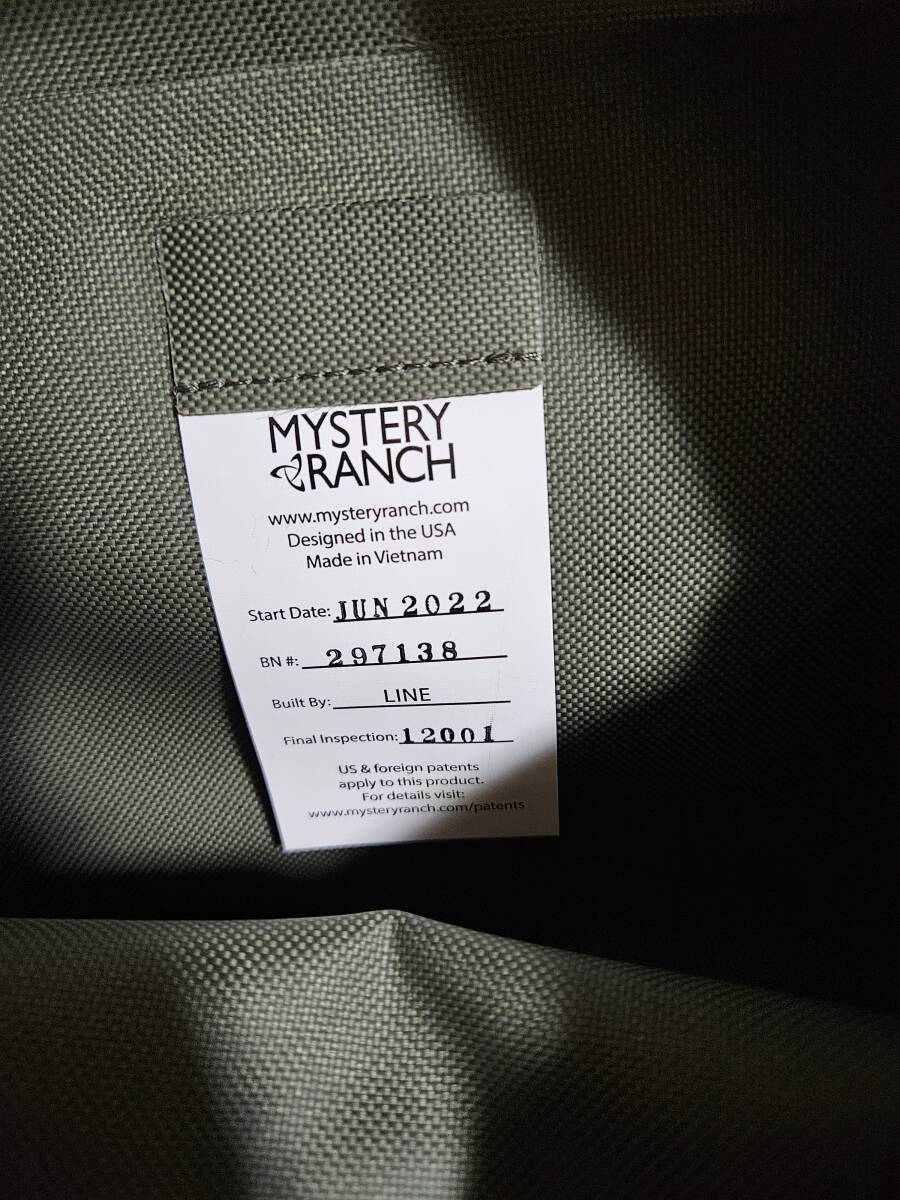 MYSTERY
RANCH
www.mysteryranch.com
Designed in the USA
Made in Vietnam
Start Date: JUN 2022
BN #: 297138
Built By: LINE
Final Inspection: 12001
US & foreign patents
apply to this product.
For details visit:
www.mysteryranch.com/patents